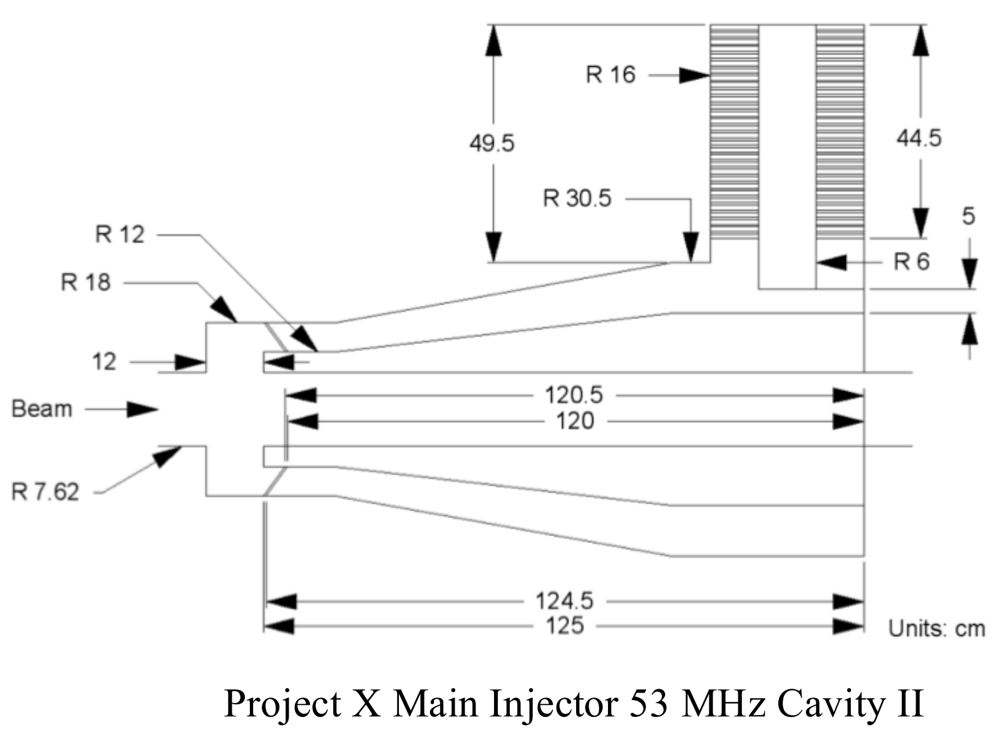 R 16
49.5
44.5
R 30.5
5
R 12
R 6
R 18
12
120.5
Beam
120
R 7.62
124.5
125
Units: cm
Project X Main Injector 53 MHz Cavity II